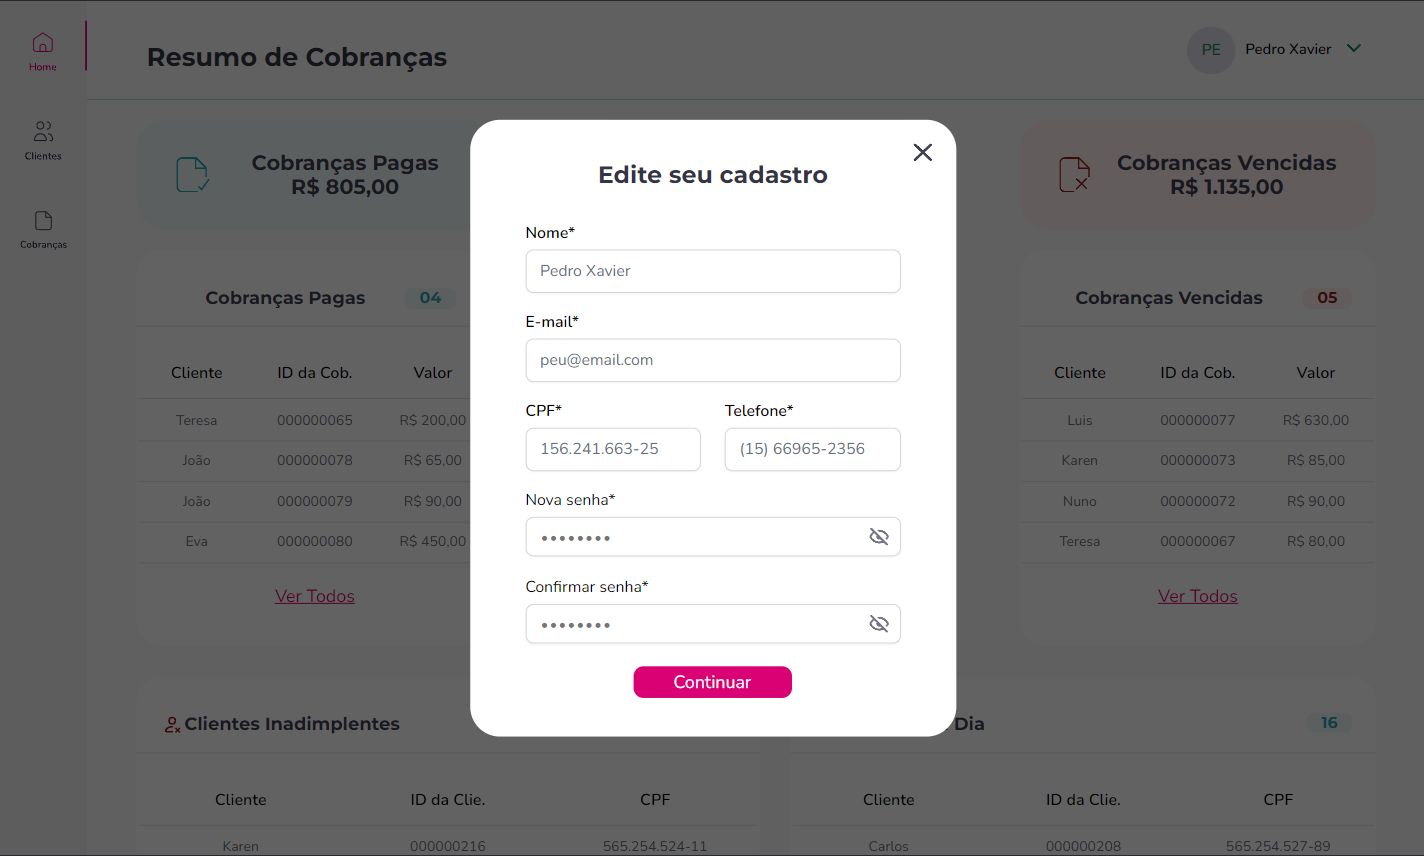 Home
Clientes
Cobranças
Resumo de Cobranças
PE Pedro Xavier
Cobranças Pagas
R$ 805,00
Cobranças Vencidas
R$ 1.135,00
Cobranças Pagas 04
Cliente ID da Cob. Valor
Teresa 000000065 R$ 200,00
João 000000078 R$ 65,00
João 000000079 R$ 90,00
Eva 000000080 R$ 450,00
Ver Todos
Edite seu cadastro
Nome*
Pedro Xavier
E-mail*
peu@email.com
CPF* Telefone*
156.241.663-25 (15) 66965-2356
Nova senha*
••••••••
Confirmar senha*
••••••••
Continuar
Cobranças Vencidas 05
Cliente ID da Cob. Valor
Luis 000000077 R$ 630,00
Karen 000000073 R$ 85,00
Nuno 000000072 R$ 90,00
Teresa 000000067 R$ 80,00
Ver Todos
Clientes Inadimplentes
Cliente ID da Clie. CPF
Karen 000000216 565.254.524-11
Dia 16
Cliente ID da Clie. CPF
Carlos 000000208 565.254.527-89